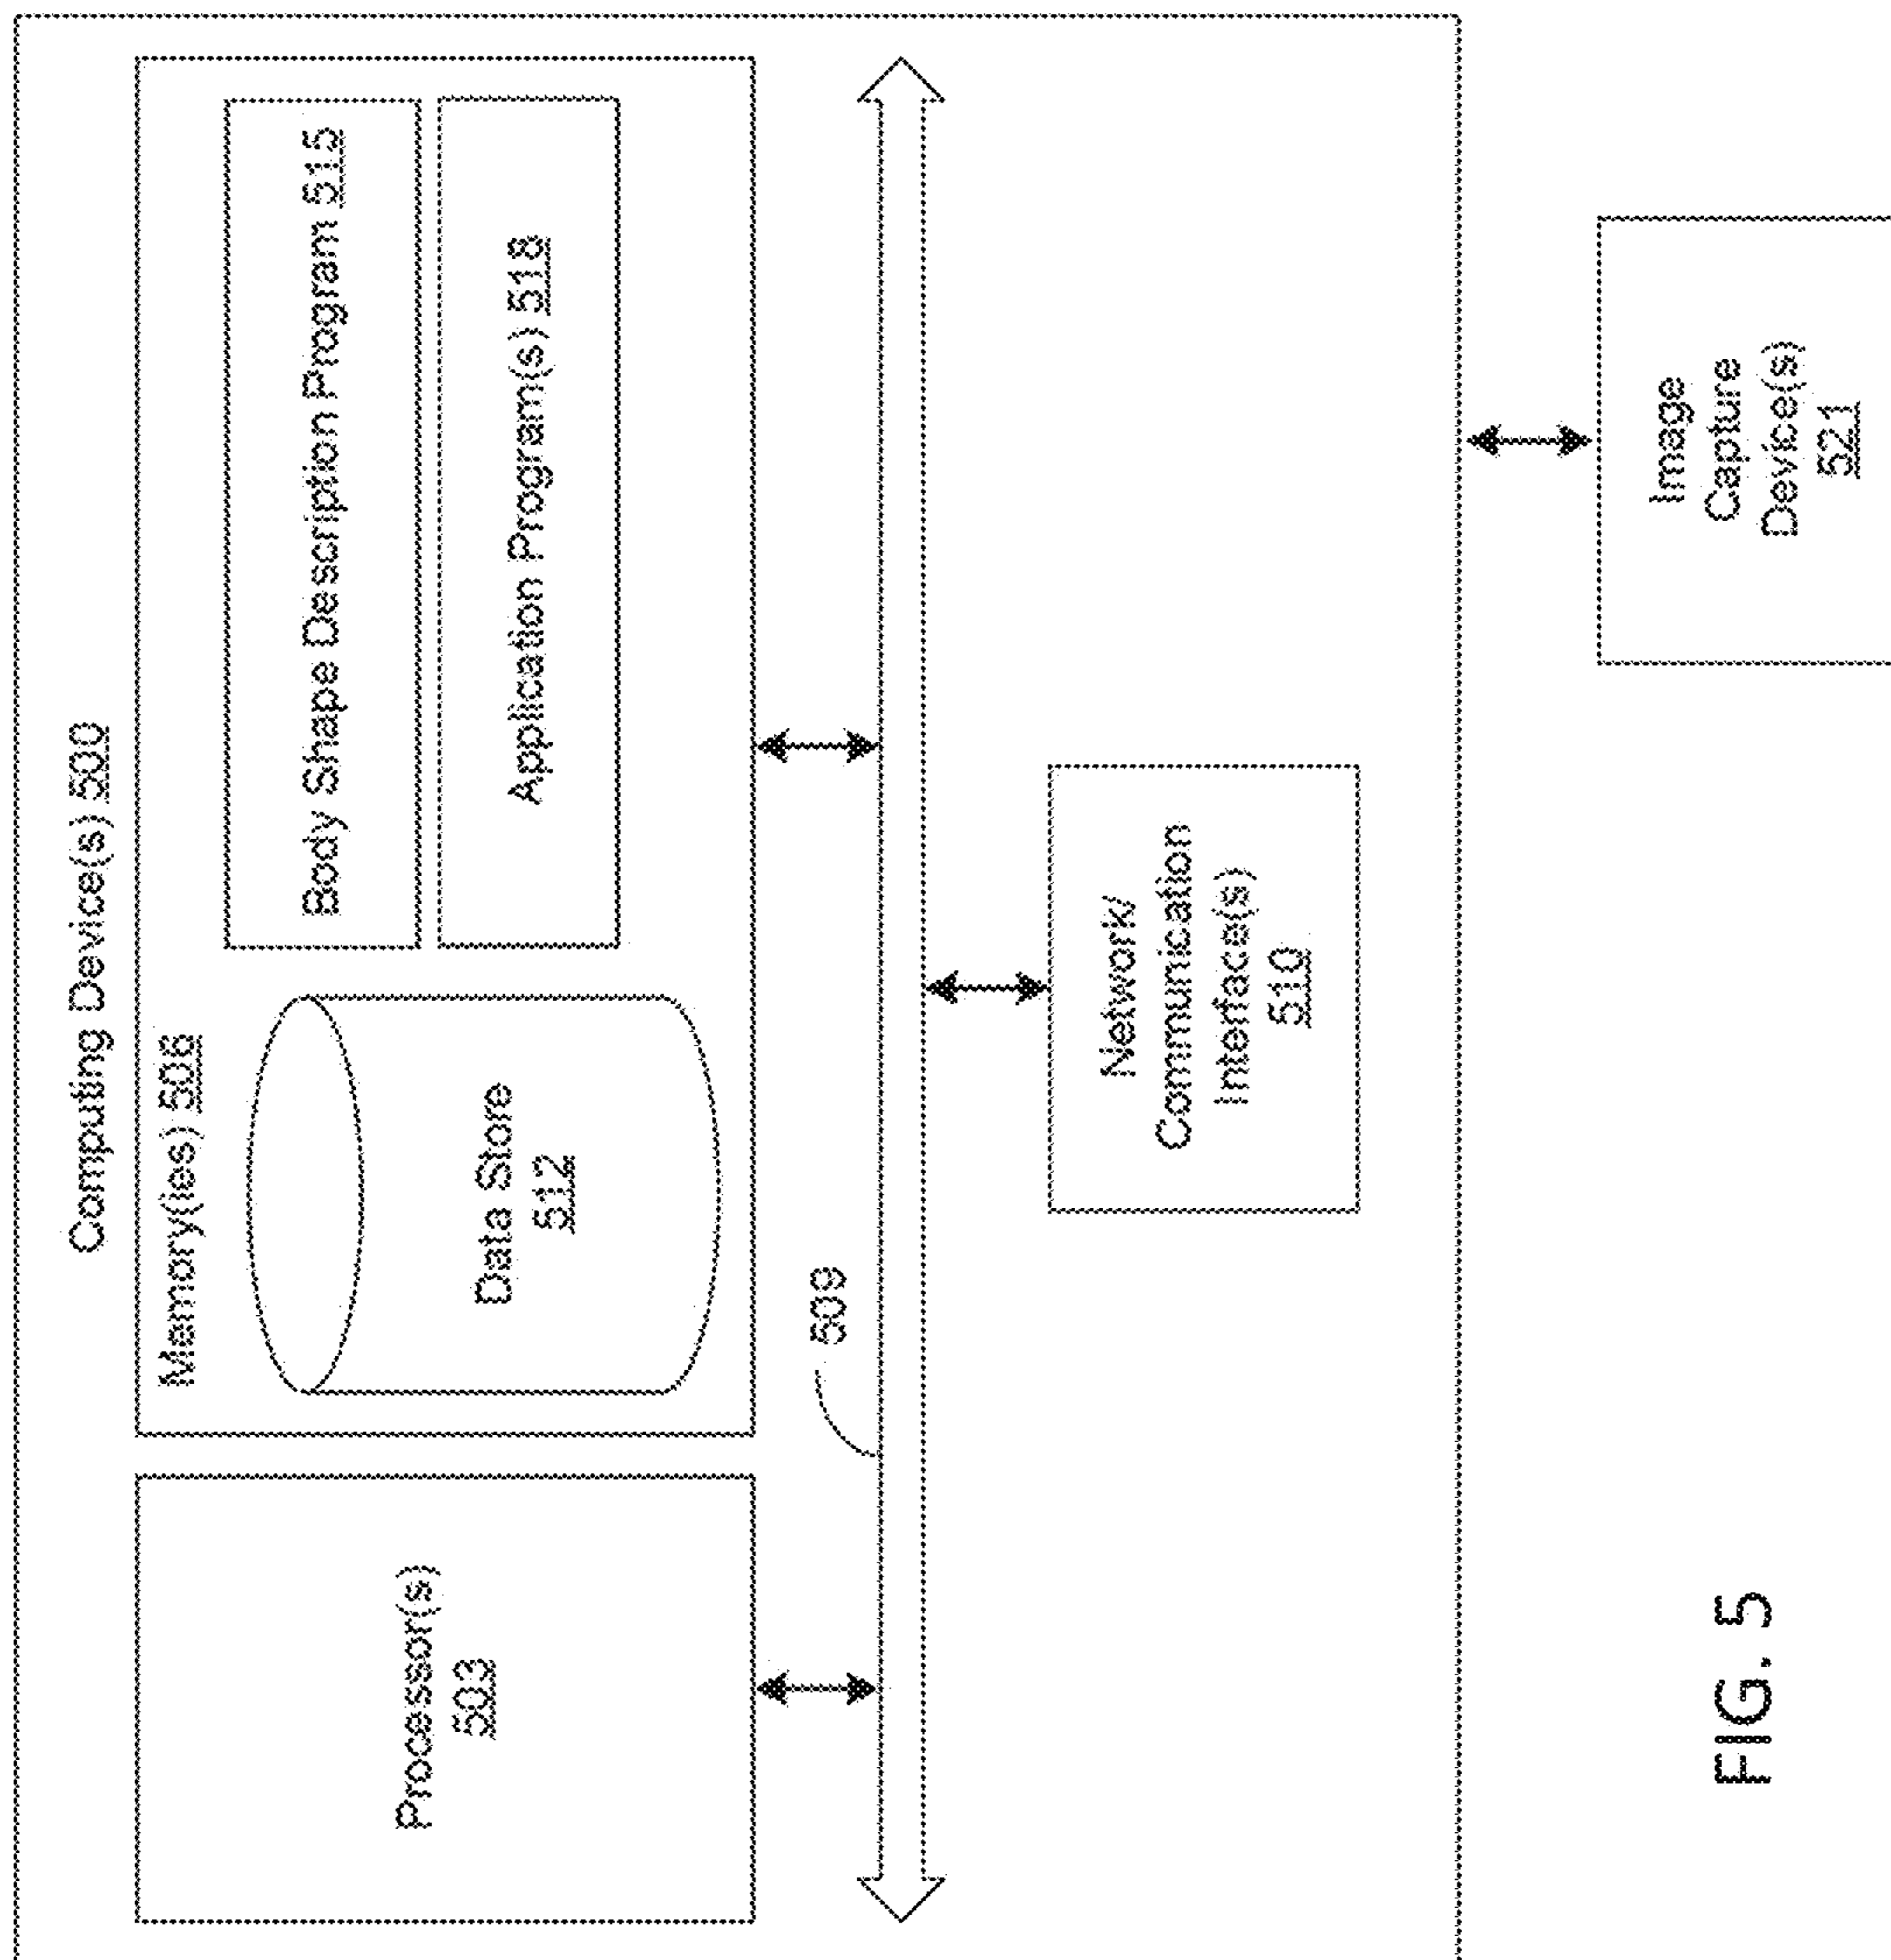 Computing Device(s) 500
Memory(ies) 506
Processor(s)
503
Data Store
512
Body Shape Description Program 515
Application Program(s) 518
509
Network/
Communication
Interface(s)
510
Image
Capture
Device(s)
521
FIG. 5